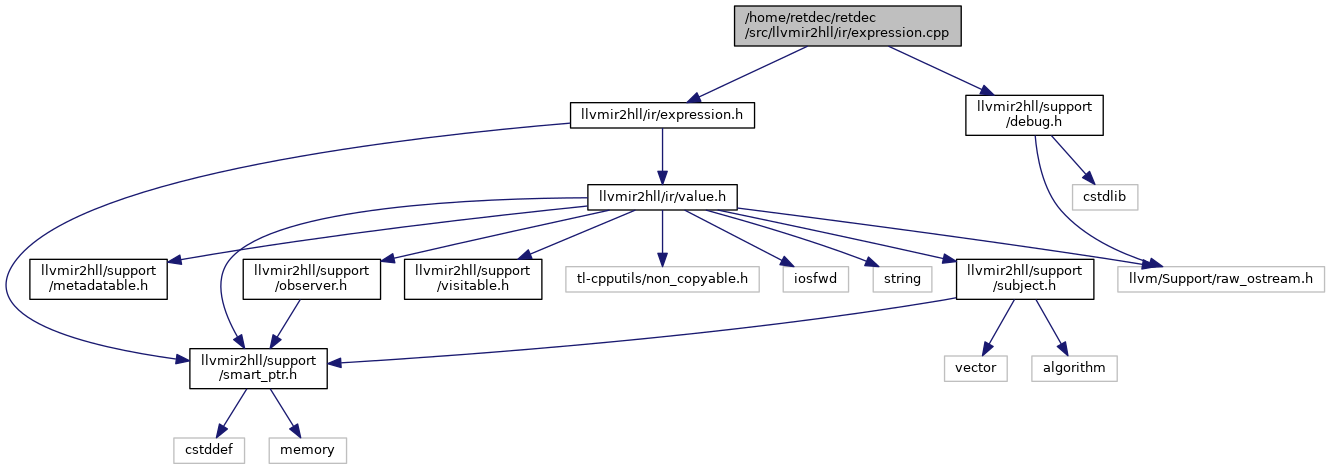 /home/retdec/retdec
/src/llvmir2hll/ir/expression.cpp
llvmir2hll/ir/expression.h
llvmir2hll/support
/debug.h
llvmir2hll/ir/value.h
cstdlib
llvmir2hll/support
/metadatable.h
llvmir2hll/support
/observer.h
llvmir2hll/support
/visitable.h
tl-cpputils/non_copyable.h
iosfwd
string
llvmir2hll/support
/subject.h
llvm/Support/raw_ostream.h
llvmir2hll/support
/smart_ptr.h
vector
algorithm
cstddef
memory